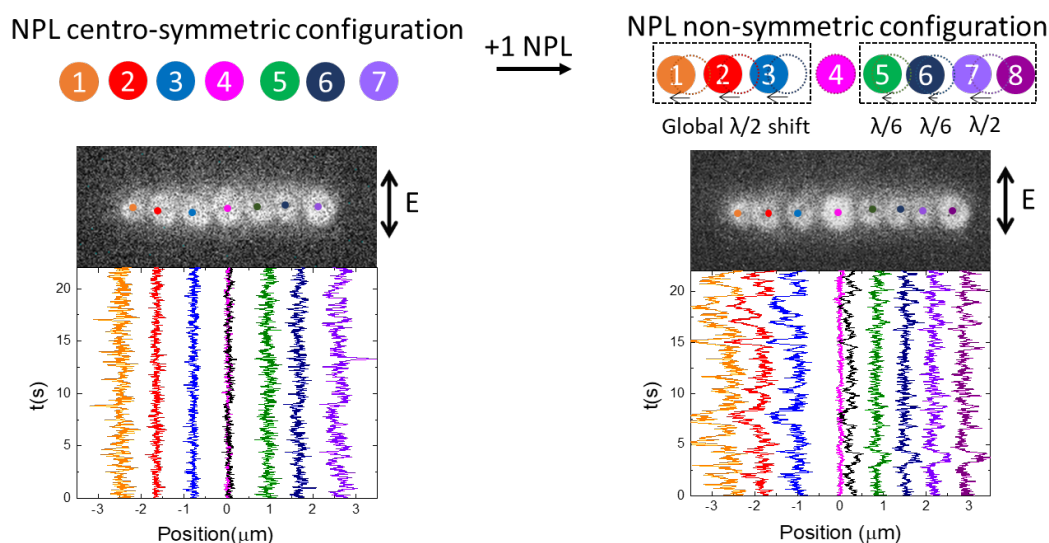 NPL centro-symmetric configuration
1 2 3 4 5 6 7
E
t(s)
20
15
10
5
0
-3 -2 -1 0 1 2 3
Position(μm)
+1 NPL
NPL non-symmetric configuration
1 2 3 4 5 6 7 8
Global λ/2 shift λ/6 λ/6 λ/2
E
t(s)
20
15
10
5
0
-3 -2 -1 0 1 2 3
Position (μm)